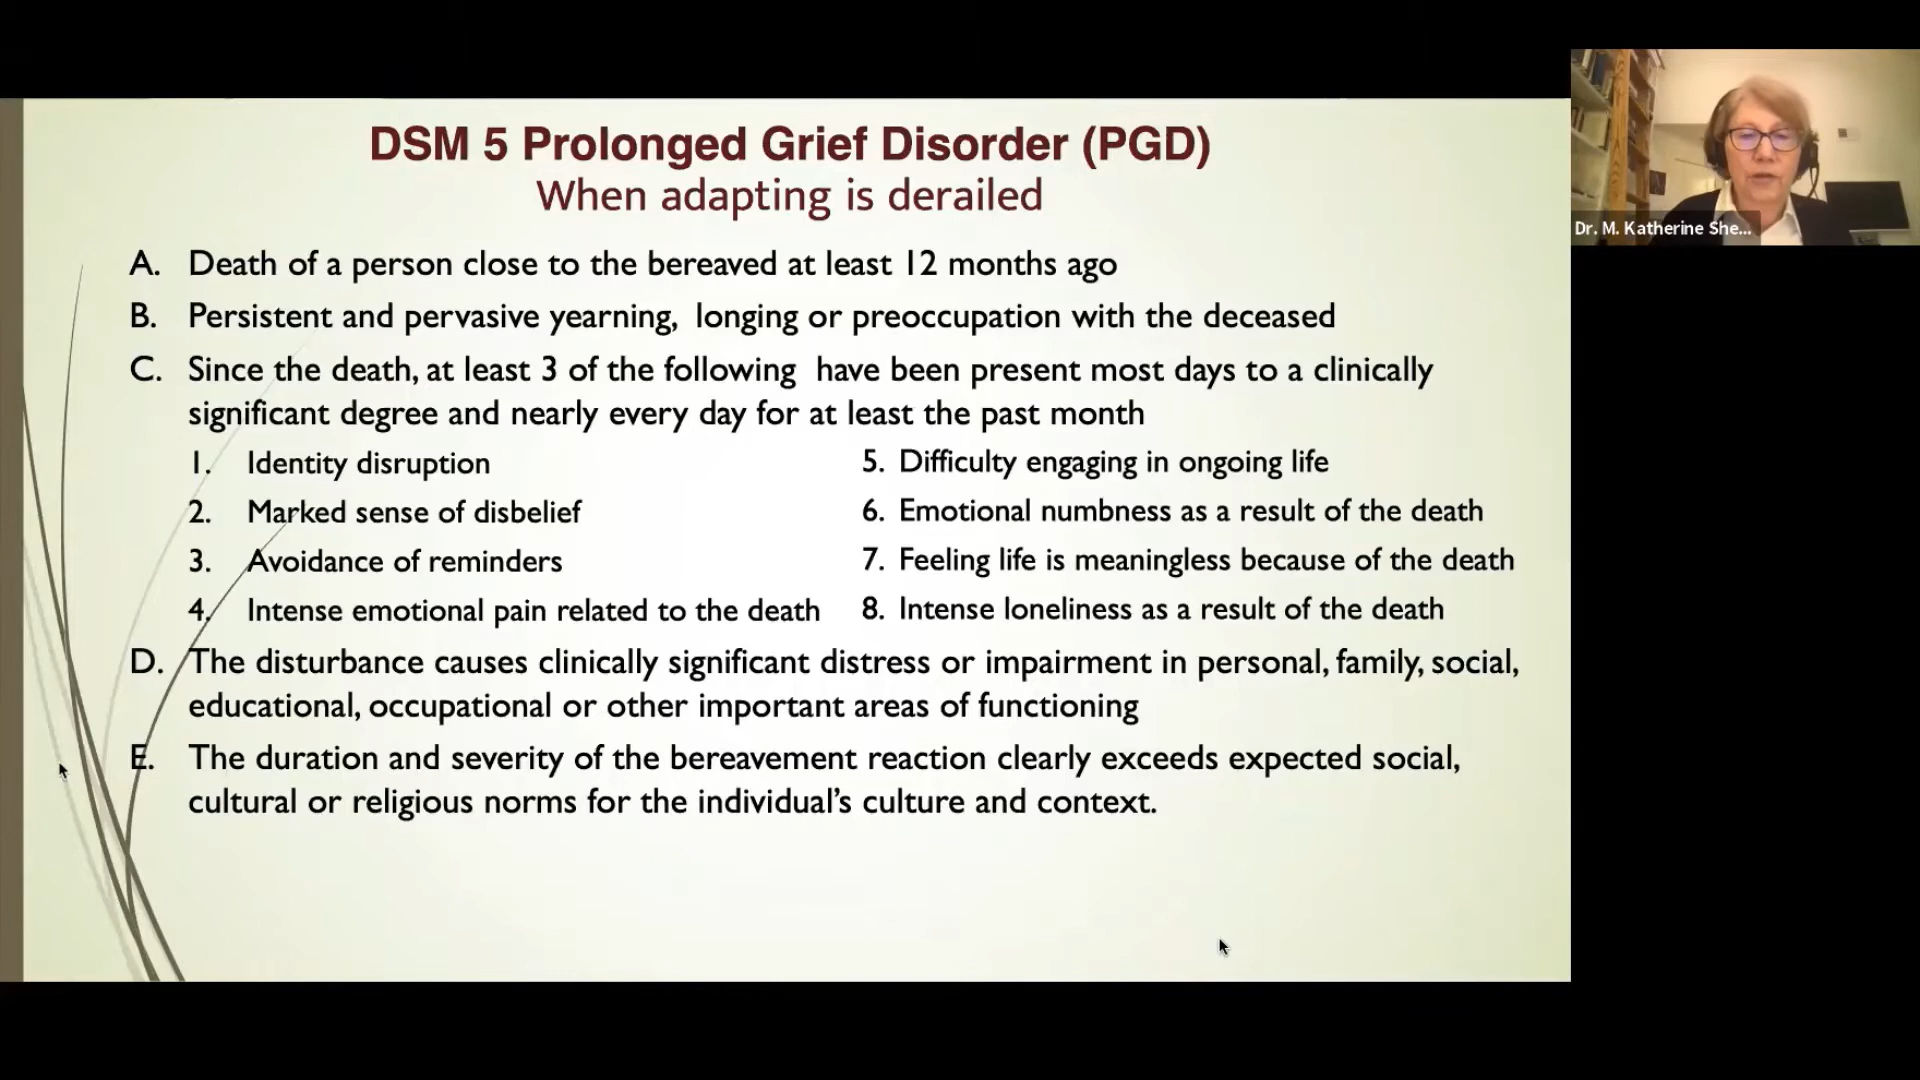 DSM 5 Prolonged Grief Disorder (PGD)
When adapting is derailed
A. Death of a person close to the bereaved at least 12 months ago
B. Persistent and pervasive yearning, longing or preoccupation with the deceased
C. Since the death, at least 3 of the following have been present most days to a clinically
significant degree and nearly every day for at least the past month
1. Identity disruption
2. Marked sense of disbelief
3. Avoidance of reminders
4. Intense emotional pain related to the death
5. Difficulty engaging in ongoing life
6. Emotional numbness as a result of the death
7. Feeling life is meaningless because of the death
8. Intense loneliness as a result of the death
D. The disturbance causes clinically significant distress or impairment in personal, family, social,
educational, occupational or other important areas of functioning
E. The duration and severity of the bereavement reaction clearly exceeds expected social,
cultural or religious norms for the individual's culture and context.
Dr. M. Katherine She...